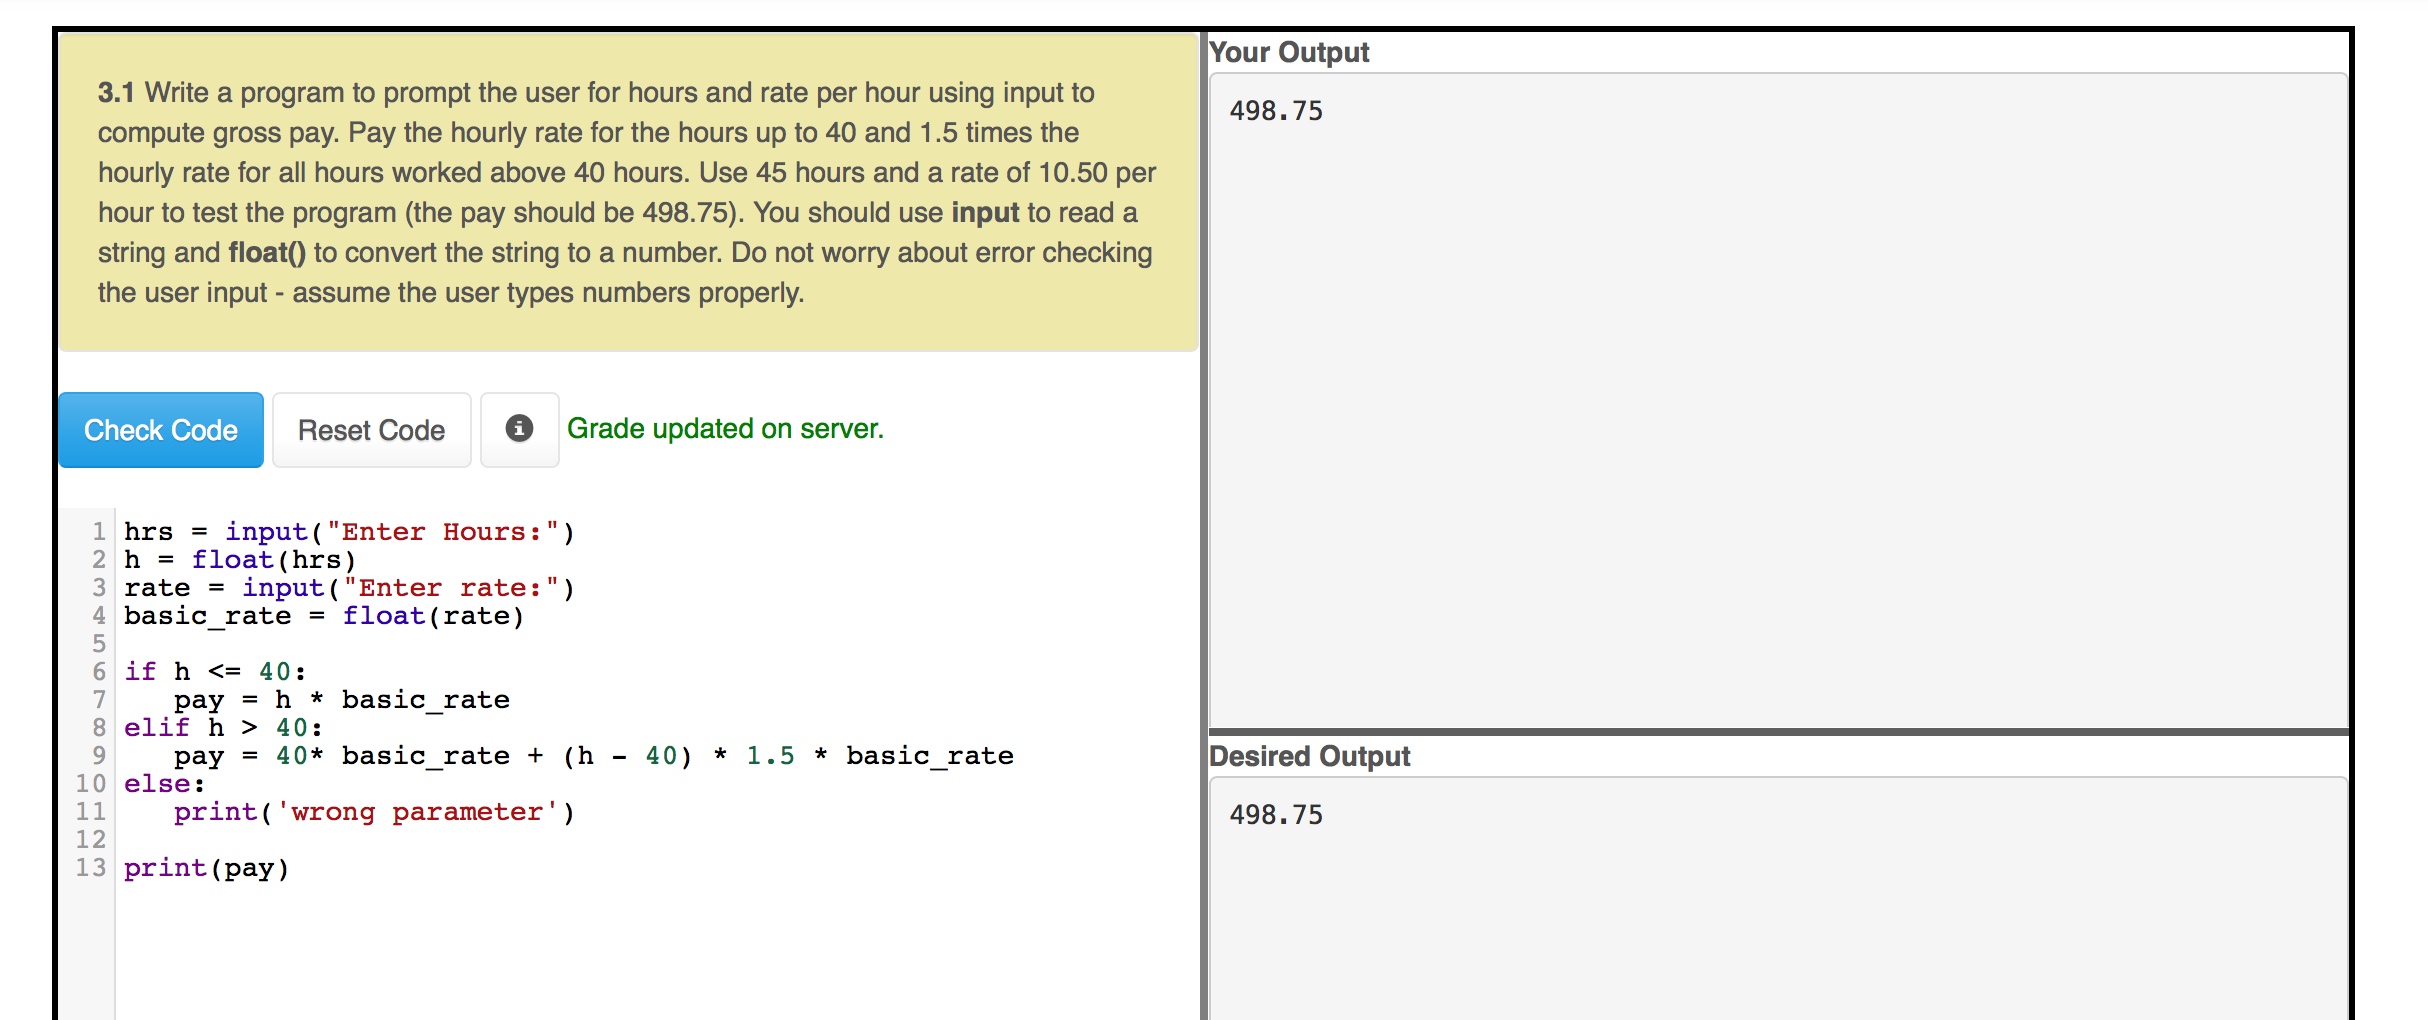 3.1 Write a program to prompt the user for hours and rate per hour using input to
compute gross pay. Pay the hourly rate for the hours up to 40 and 1.5 times the
hourly rate for all hours worked above 40 hours. Use 45 hours and a rate of 10.50 per
hour to test the program (the pay should be 498.75). You should use input to read a
string and float() to convert the string to a number. Do not worry about error checking
the user input - assume the user types numbers properly.
Check Code Reset Code i Grade updated on server.
1 hrs = input("Enter Hours:")
2 h = float(hrs)
3 rate = input("Enter rate:")
4 basic_rate = float(rate)
5
6 if h <= 40:
7    pay = h * basic_rate
8 elif h > 40:
9    pay = 40* basic_rate + (h - 40) * 1.5 * basic_rate
10 else:
11    print('wrong parameter')
12
13 print(pay)
Your Output
498.75
Desired Output
498.75